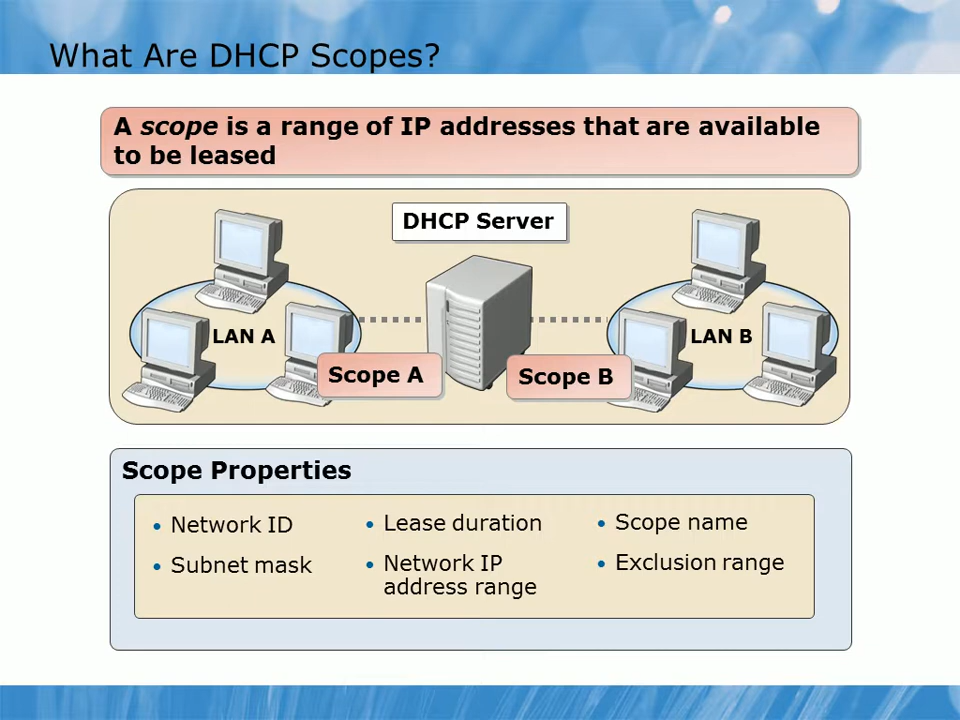 What Are DHCP Scopes?
A scope is a range of IP addresses that are available
to be leased
DHCP Server
LAN A
LAN B
Scope A
Scope B
Scope Properties
• Network ID
• Subnet mask
• Lease duration
• Network IP
address range
• Scope name
• Exclusion range